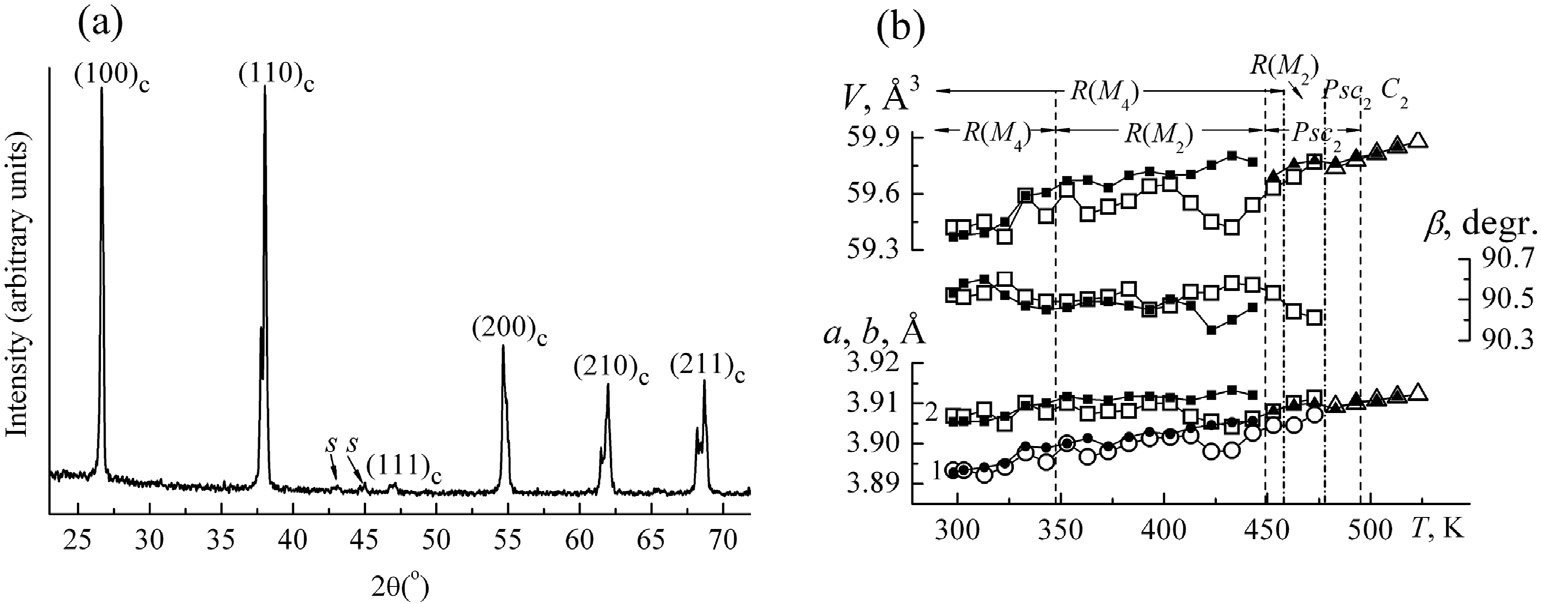 (a)
(100)c
(110)c
(200)c
(210)c
(211)c
s s
(111)c
Intensity (arbitrary units)
25 30 35 40 45 50 55 60 65 70
2θ(°)
(b)
R(M2)
V, Å3
R(M4)
Psc2 C2
R(M4)
R(M2)
Psc2
59.9
59.6
59.3
β, degr.
90.7
90.5
90.3
a, b, Å
3.92
3.91
3.90
3.89
2
1
300 350 400 450 500 T, K